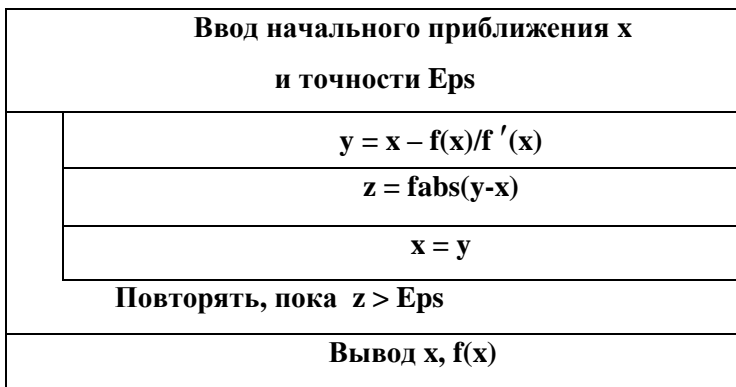 Ввод начального приближения x
и точности Eps
y = x – f(x)/f ′(x)
z = fabs(y-x)
x = y
Повторять, пока z > Eps
Вывод x, f(x)